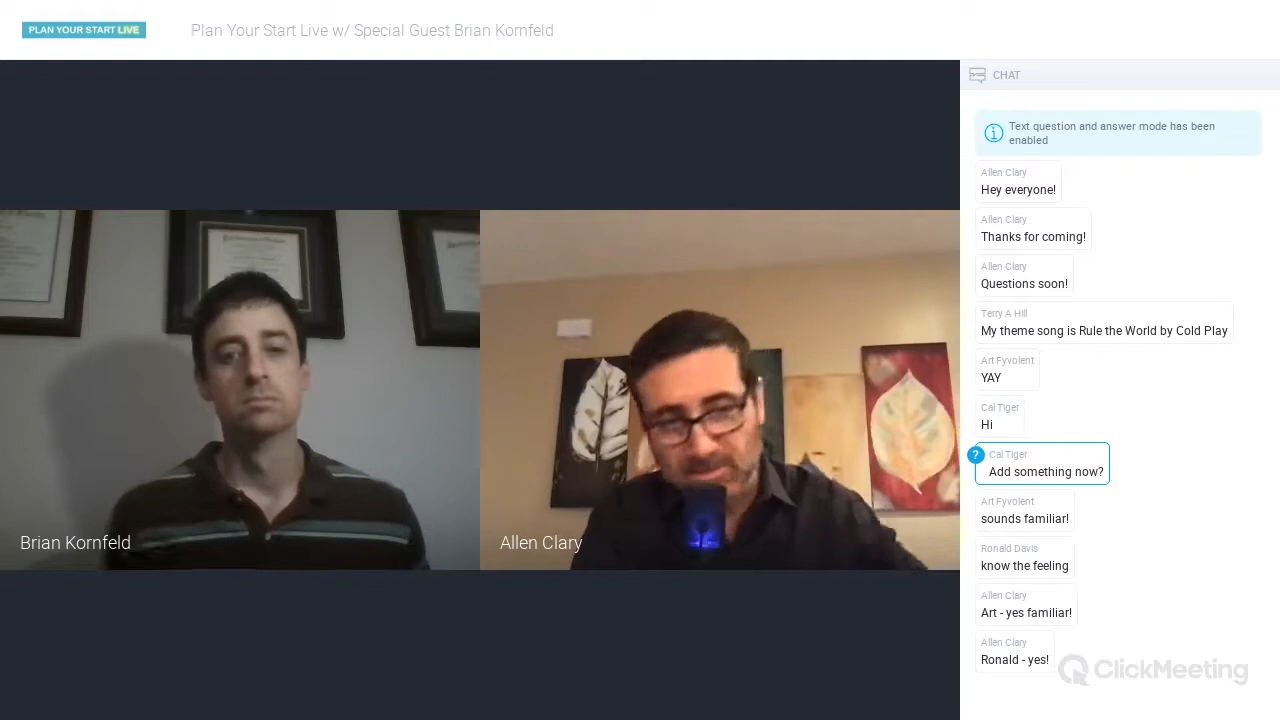 PLAN YOUR START LIVE
Plan Your Start Live w/ Special Guest Brian Kornfeld
CHAT
Text question and answer mode has been
enabled
Allen Clary
Hey everyone!
Allen Clary
Thanks for coming!
Allen Clary
Questions soon!
Terry A Hill
My theme song is Rule the World by Cold Play
Art Fyvolent
YAY
Cal Tiger
Hi
?
Cal Tiger
Add something now?
Art Fyvolent
sounds familiar!
Ronald Davis
know the feeling
Allen Clary
Art - yes familiar!
Allen Clary
Ronald - yes!
ClickMeeting
Brian Kornfeld
Allen Clary